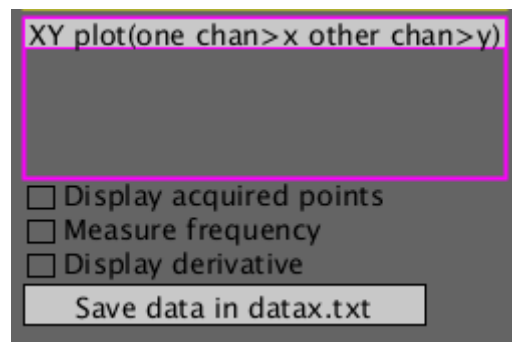 XY plot(one chan>x other chan>y)
Display acquired points
Measure frequency
Display derivative
Save data in datax.txt